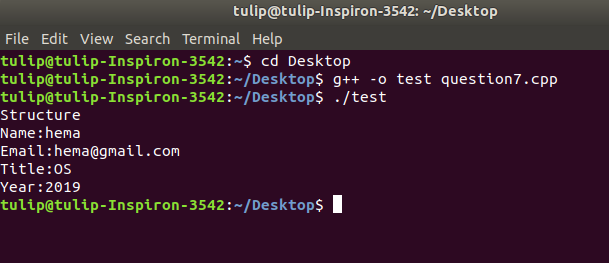 tulip@tulip-Inspiron-3542: ~/Desktop
File Edit View Search Terminal Help
tulip@tulip-Inspiron-3542:~$ cd Desktop
tulip@tulip-Inspiron-3542:~/Desktop$ g++ -o test question7.cpp
tulip@tulip-Inspiron-3542:~/Desktop$ ./test
Structure
Name:hema
Email:hema@gmail.com
Title:OS
Year:2019
tulip@tulip-Inspiron-3542:~/Desktop$